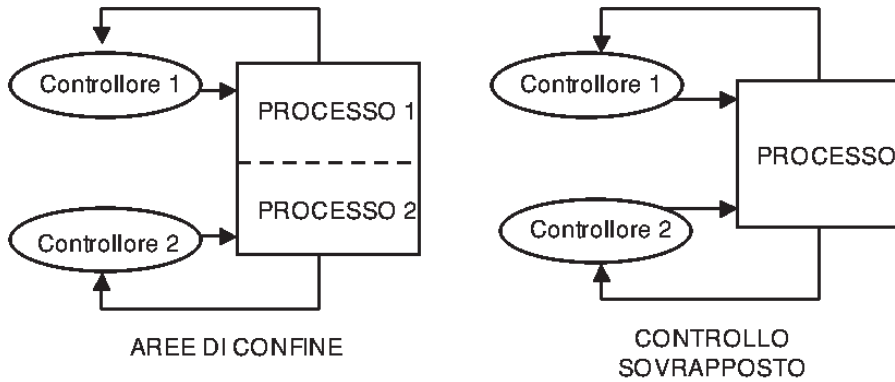 Controllore 1
PROCESSO 1
PROCESSO 2
Controllore 2
AREE DI CONFINE
Controllore 1
PROCESSO
Controllore 2
CONTROLLO
SOVRAPPOSTO